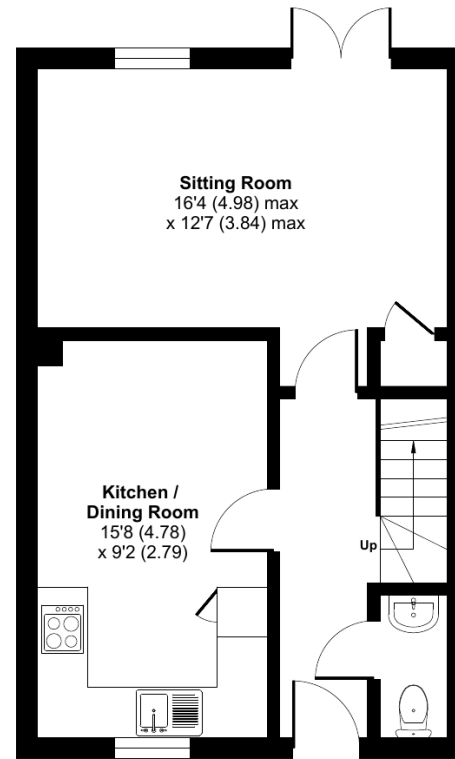 Sitting Room
16'4 (4.98) max
x 12'7 (3.84) max
Kitchen /
Dining Room
15'8 (4.78)
x 9'2 (2.79)
Up